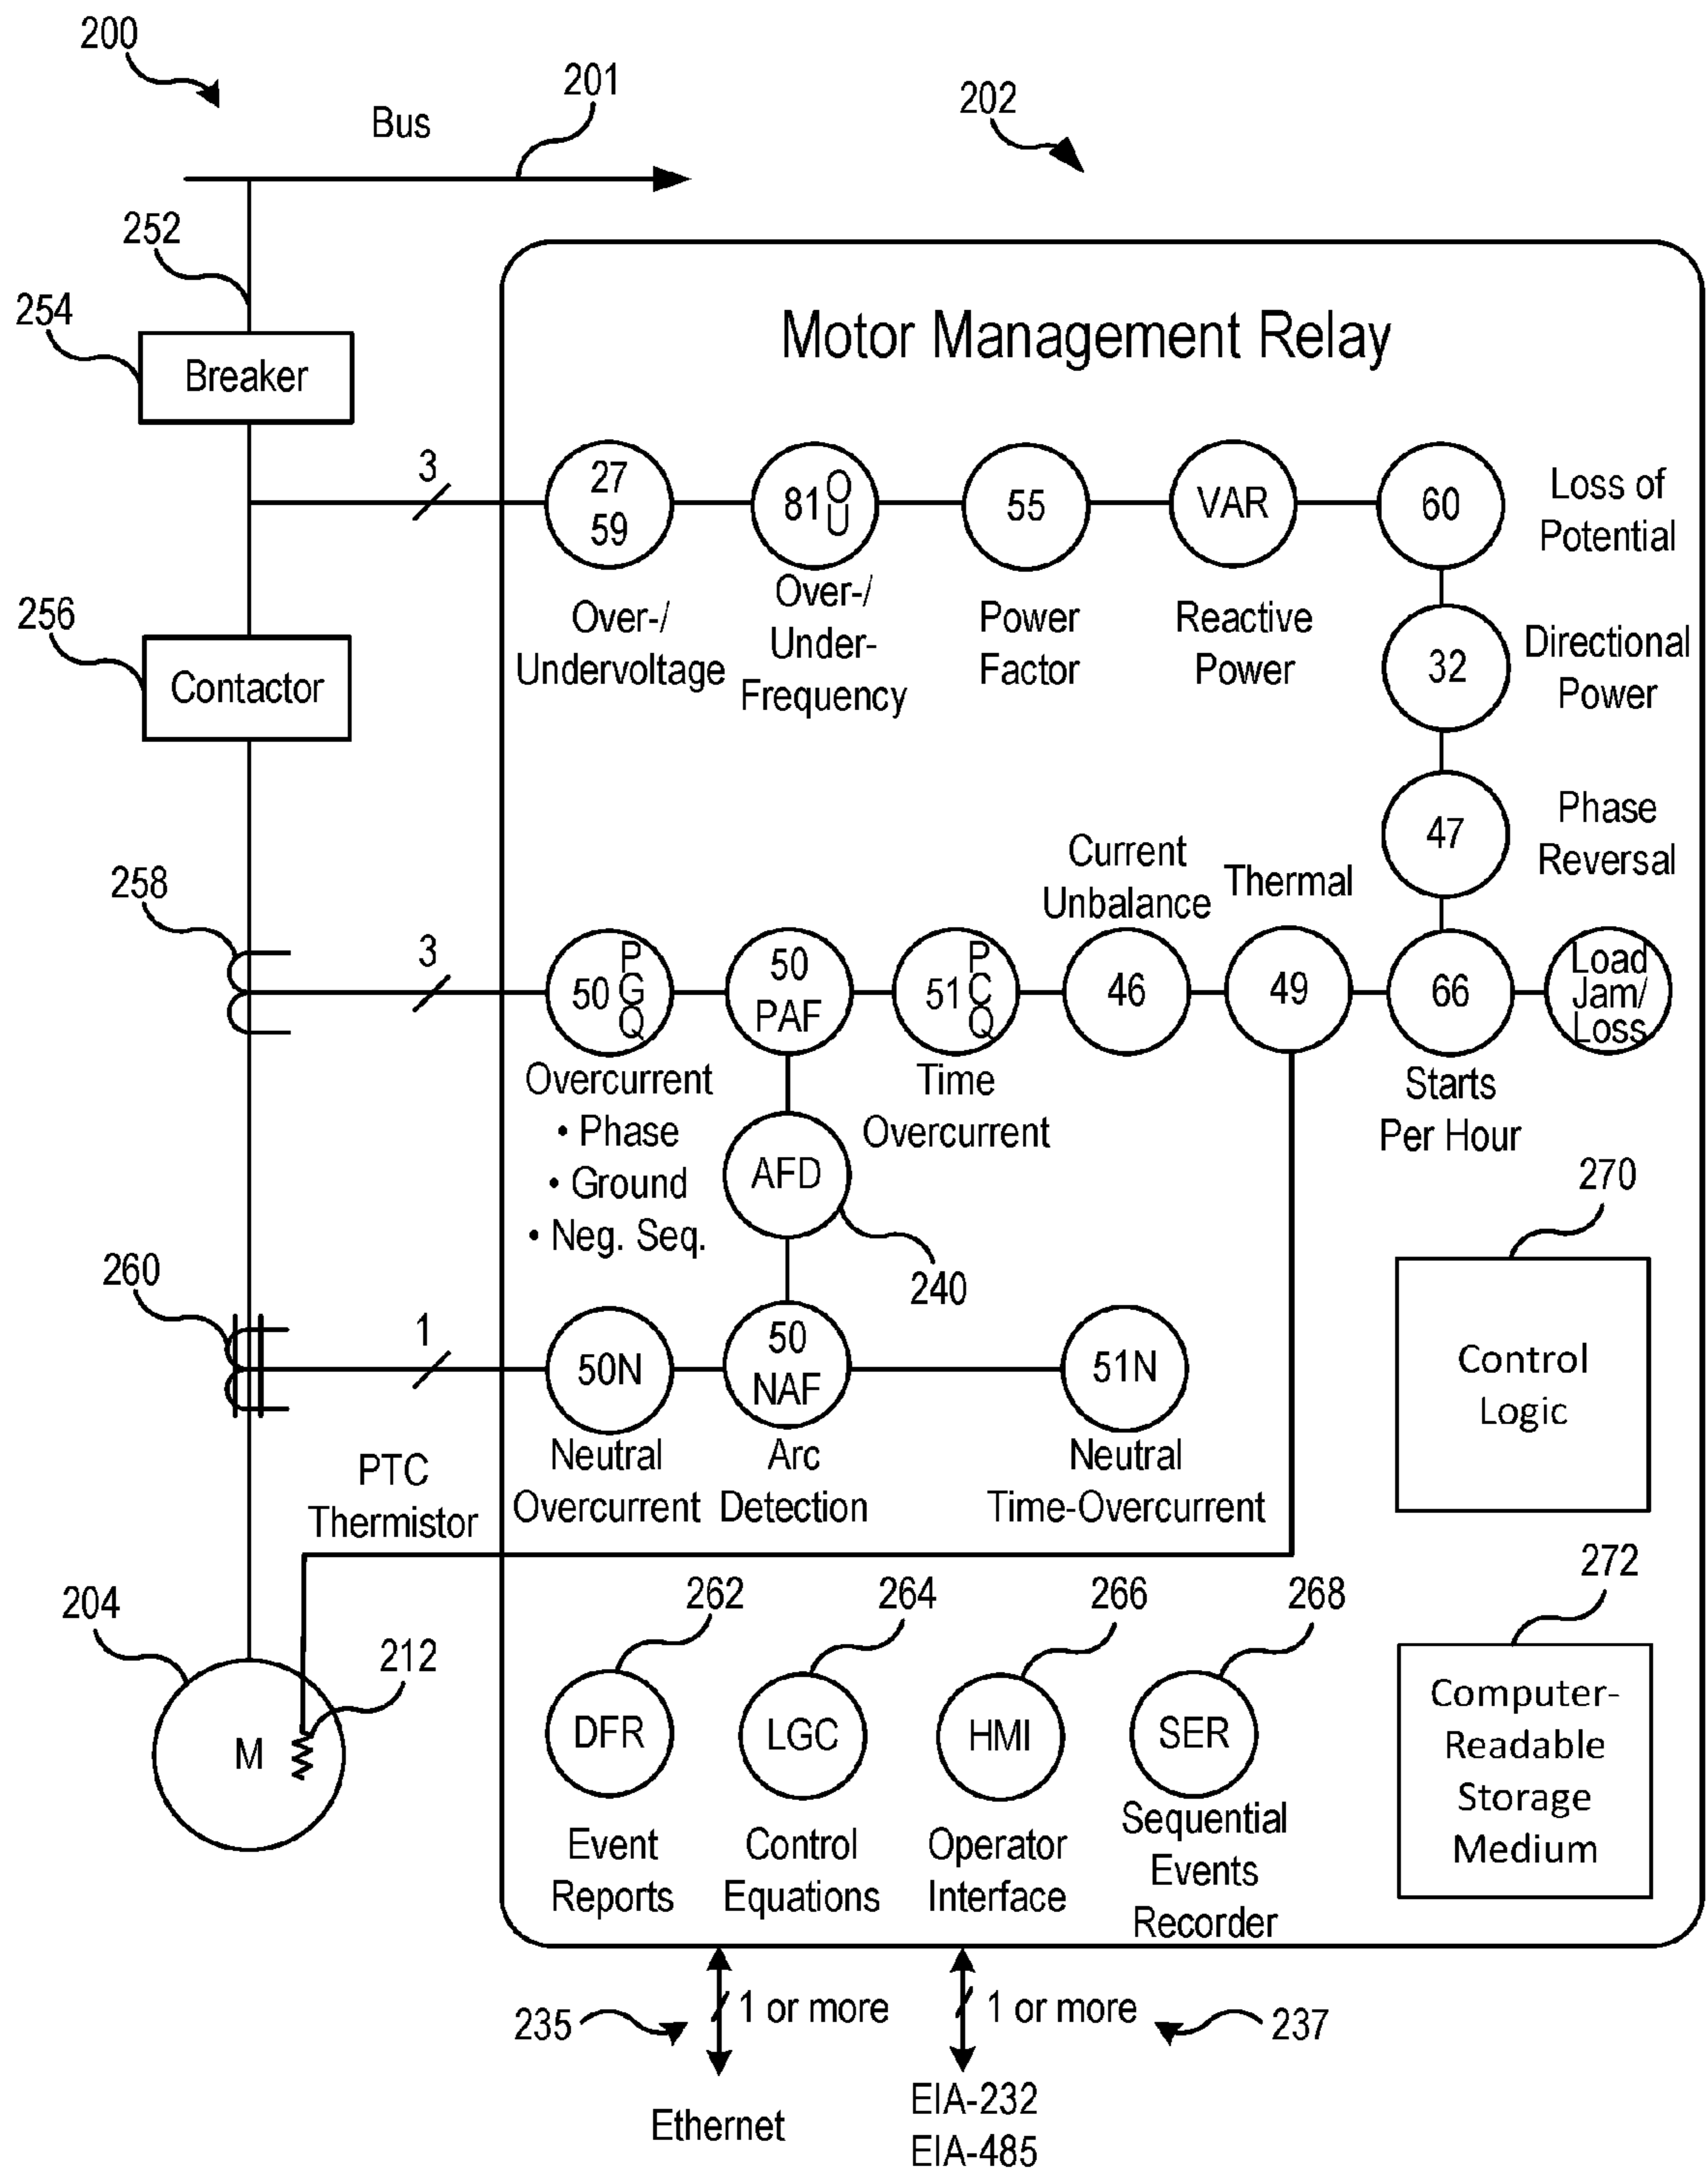 200
201
Bus
202
252
254
Breaker
Motor Management Relay
3
27
59
81 O
U
55
VAR
60
Loss of
Potential
Over-/
Undervoltage
Over-/
Under-
Frequency
Power
Factor
Reactive
Power
256
Contactor
32
Directional
Power
47
Phase
Reversal
258
3
Current
Unbalance
Thermal
50 P
G
Q
50
PAF
51 P
C
Q
46
49
66
Load
Jam/
Loss
Overcurrent
• Phase
• Ground
• Neg. Seq.
Time
Overcurrent
Starts
Per Hour
AFD
240
270
Control
Logic
260
1
50N
50
NAF
51N
Neutral
Overcurrent
Arc
Detection
Neutral
Time-Overcurrent
PTC
Thermistor
204
212
M
262
264
266
268
272
DFR
LGC
HMI
SER
Event
Reports
Control
Equations
Operator
Interface
Sequential
Events
Recorder
Computer-
Readable
Storage
Medium
235
1 or more
1 or more
237
Ethernet
EIA-232
EIA-485